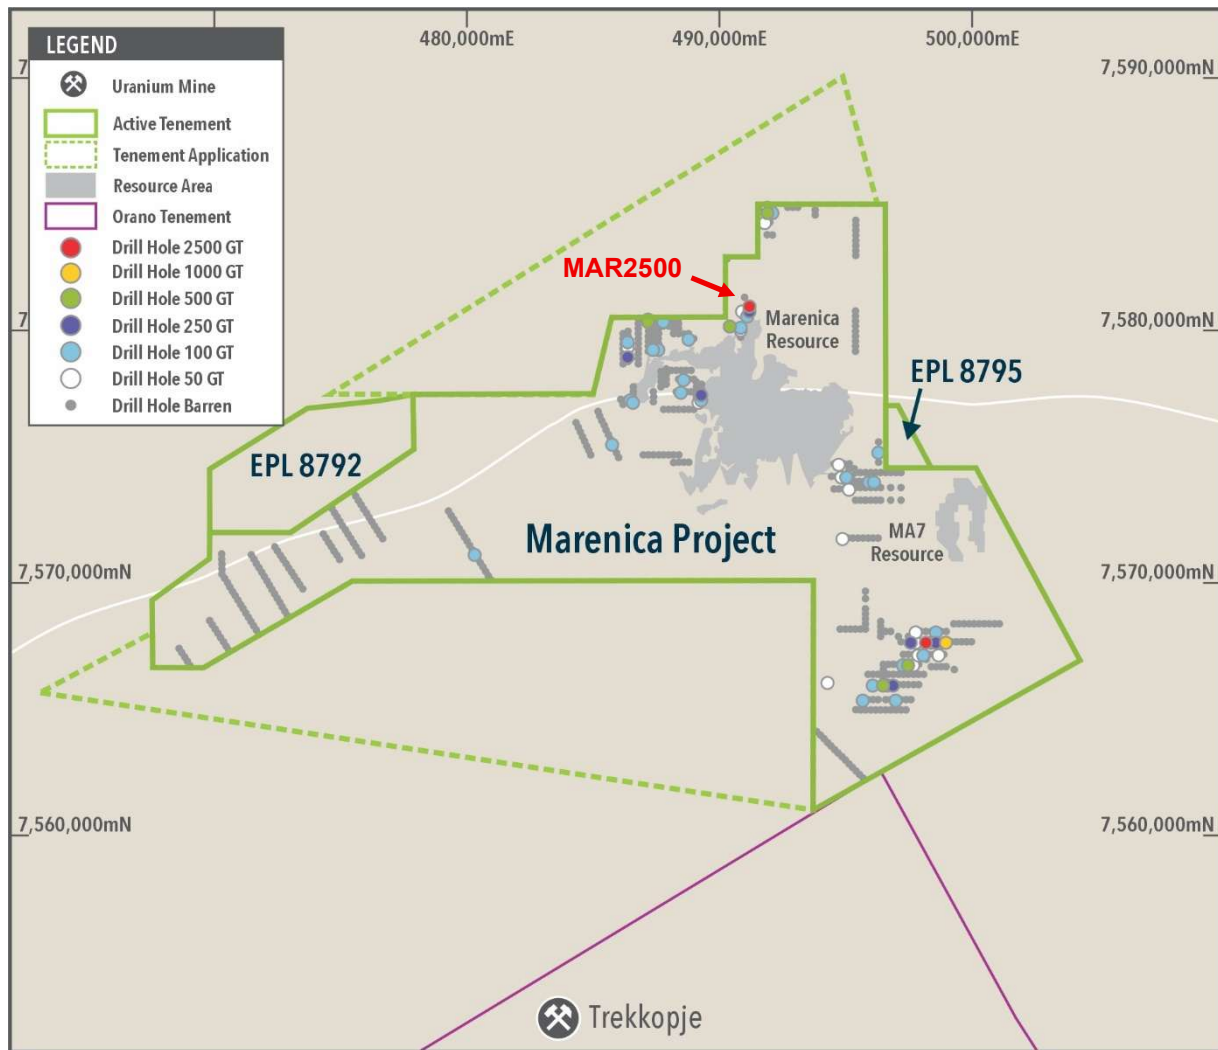 480,000mE
490,000mE
500,000mE
LEGEND
Uranium Mine
Active Tenement
Tenement Application
Resource Area
Orano Tenement
Drill Hole 2500 GT
Drill Hole 1000 GT
Drill Hole 500 GT
Drill Hole 250 GT
Drill Hole 100 GT
Drill Hole 50 GT
Drill Hole Barren
7,590,000mN
MAR2500
Marenica
Resource
EPL 8795
EPL 8792
Marenica Project
MA7
Resource
7,570,000mN
7,580,000mN
7,570,000mN
7,560,000mN
7,560,000mN
Trekkopje